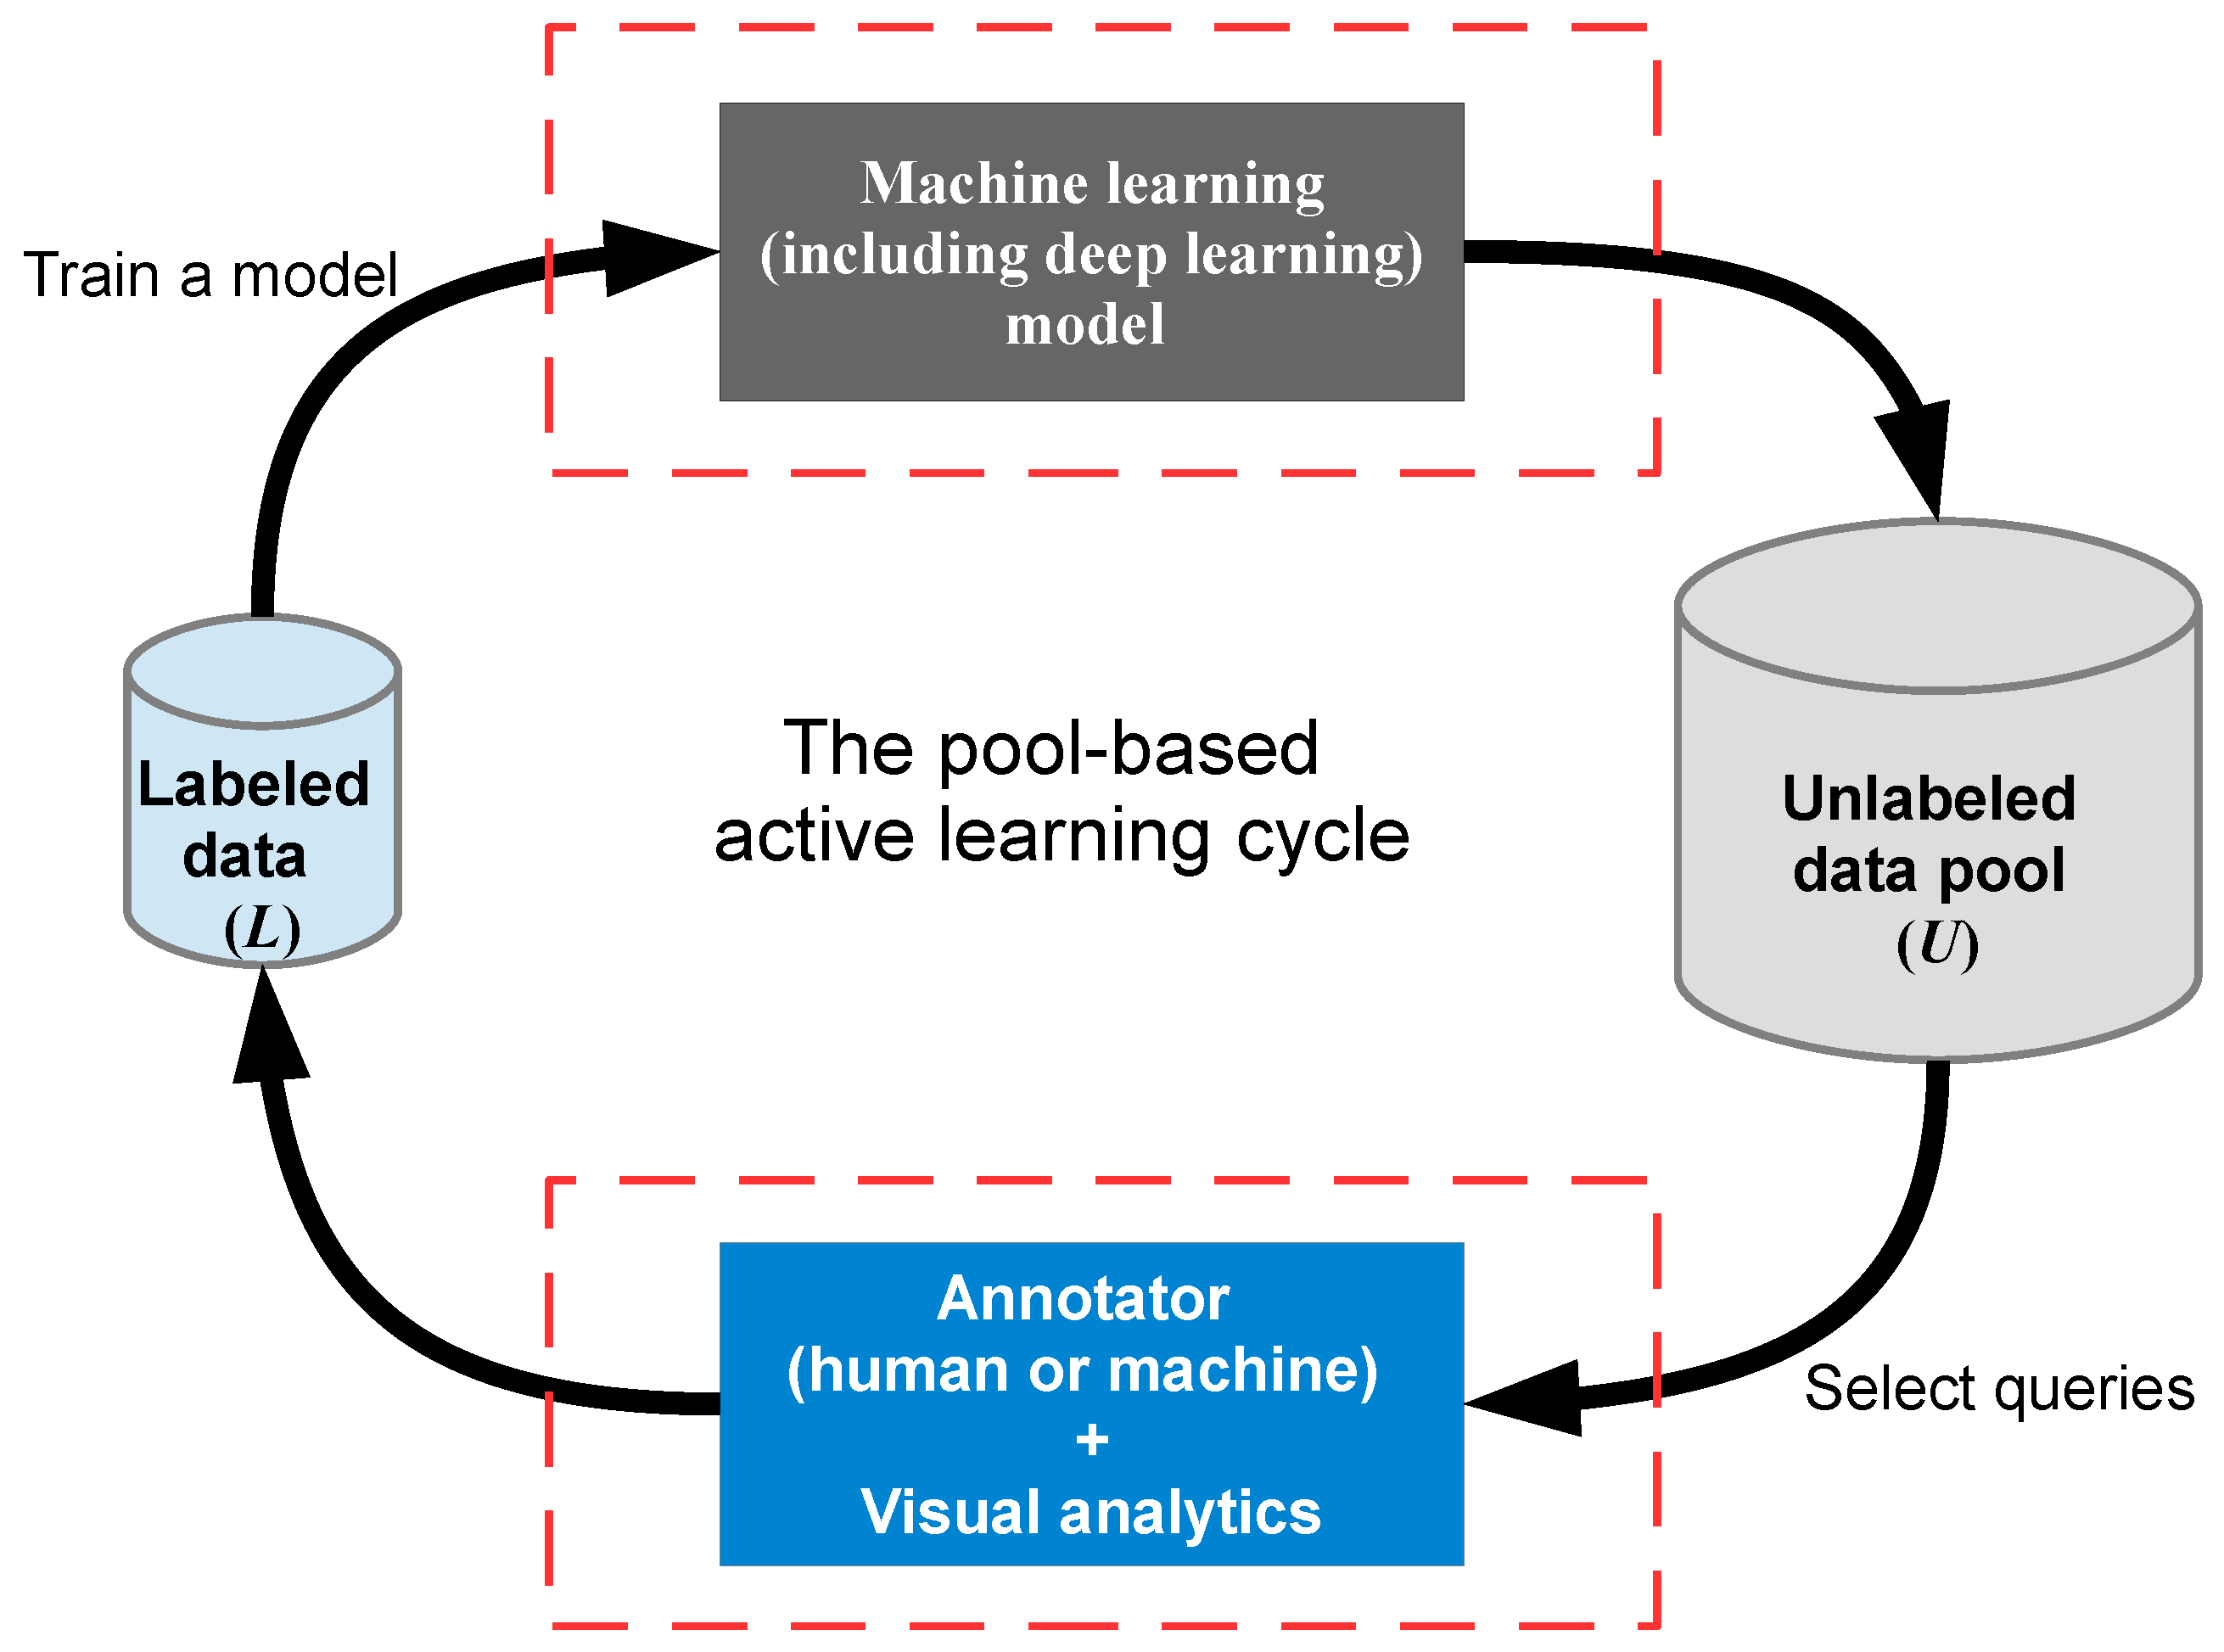 Machine learning
(including deep learning)
model
Train a model
The pool-based
active learning cycle
Labeled
data
(L)
Unlabeled
data pool
(U)
Annotator
(human or machine)
+
Visual analytics
Select queries